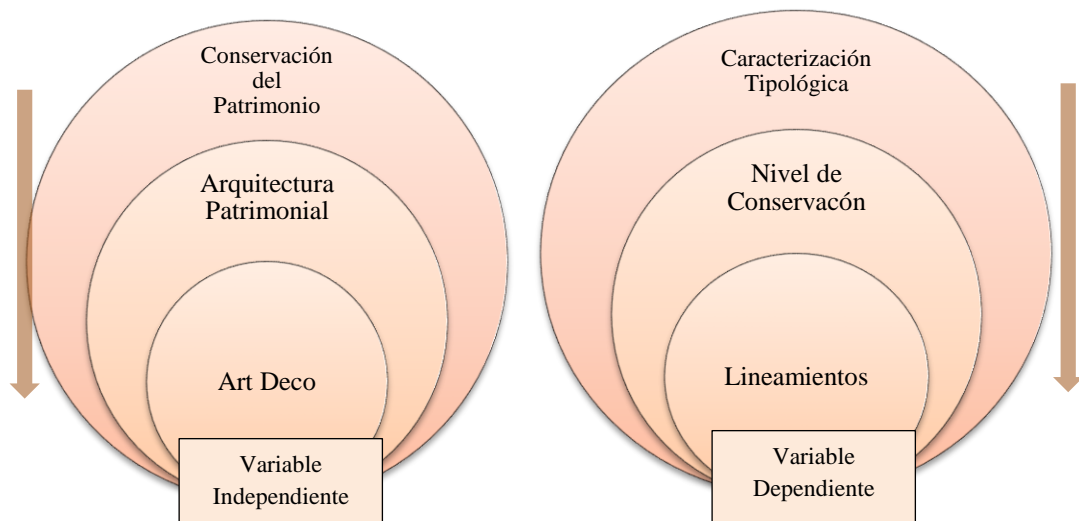 Conservación
del
Patrimonio
Arquitectura
Patrimonial
Art Deco
Variable
Independiente
Caracterización
Tipológica
Nivel de
Conservacón
Lineamientos
Variable
Dependiente